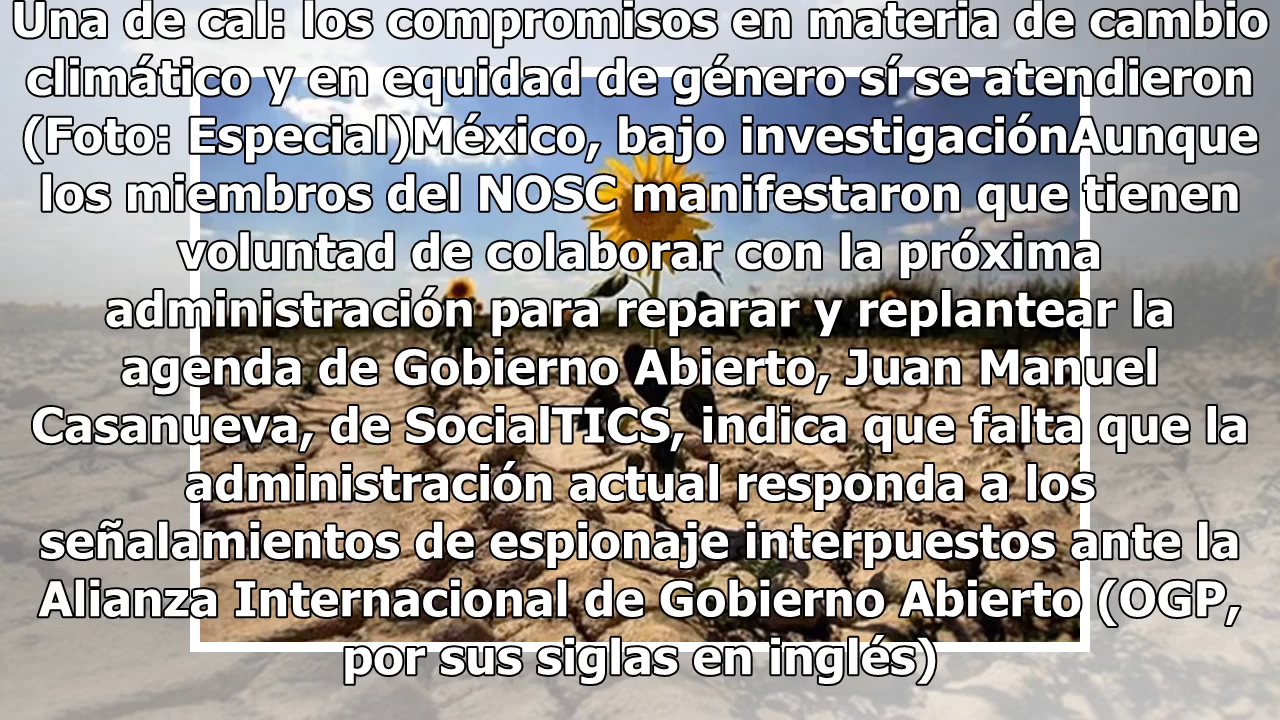 Una de cal: los compromisos en materia de cambio
climático y en equidad de género sí se atendieron
(Foto: Especial)México, bajo investigaciónAunque
los miembros del NOSC manifestaron que tienen
voluntad de colaborar con la próxima
administración para reparar y replantear la
agenda de Gobierno Abierto, Juan Manuel
Casanueva, de SocialTICS, indica que falta que la
administración actual responda a los
señalamientos de espionaje interpuestos ante la
Alianza Internacional de Gobierno Abierto (OGP,
por sus siglas en inglés)